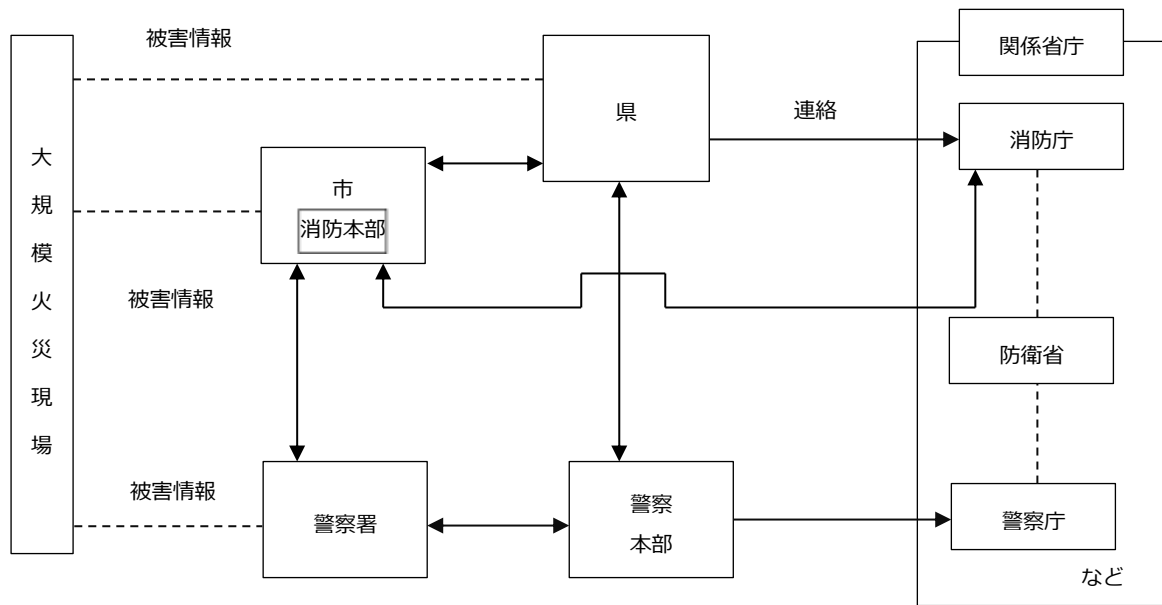 被害情報
関係省庁
県
連絡
消防庁
大規模火災現場
市
消防本部
被害情報
防衛省
被害情報
警察署
警察
本部
警察庁
など